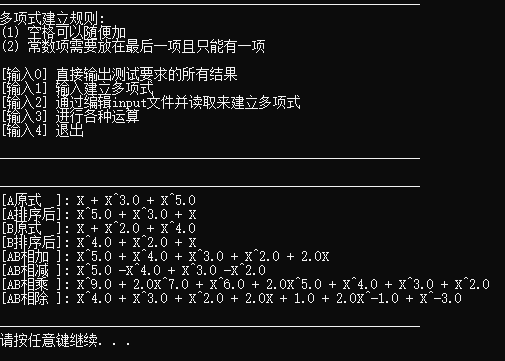 多项式建立规则:
(1) 空格可以随便加
(2) 常数项需要放在最后一项且只能有一项
[输入0] 直接输出测试要求的所有结果
[输入1] 输入建立多项式
[输入2] 通过编辑input文件并读取来建立多项式
[输入3] 进行各种运算
[输入4] 退出
[A原式  ]: X + X^3.0 + X^5.0
[A排序后]: X^5.0 + X^3.0 + X
[B原式  ]: X + X^2.0 + X^4.0
[B排序后]: X^4.0 + X^2.0 + X
[AB相加 ]: X^5.0 + X^4.0 + X^3.0 + X^2.0 + 2.0X
[AB相减 ]: X^5.0 -X^4.0 + X^3.0 -X^2.0
[AB相乘 ]: X^9.0 + 2.0X^7.0 + X^6.0 + 2.0X^5.0 + X^4.0 + X^3.0 + X^2.0
[AB相除 ]: X^4.0 + X^3.0 + X^2.0 + 2.0X + 1.0 + 2.0X^-1.0 + X^-3.0
请按任意键继续. . .